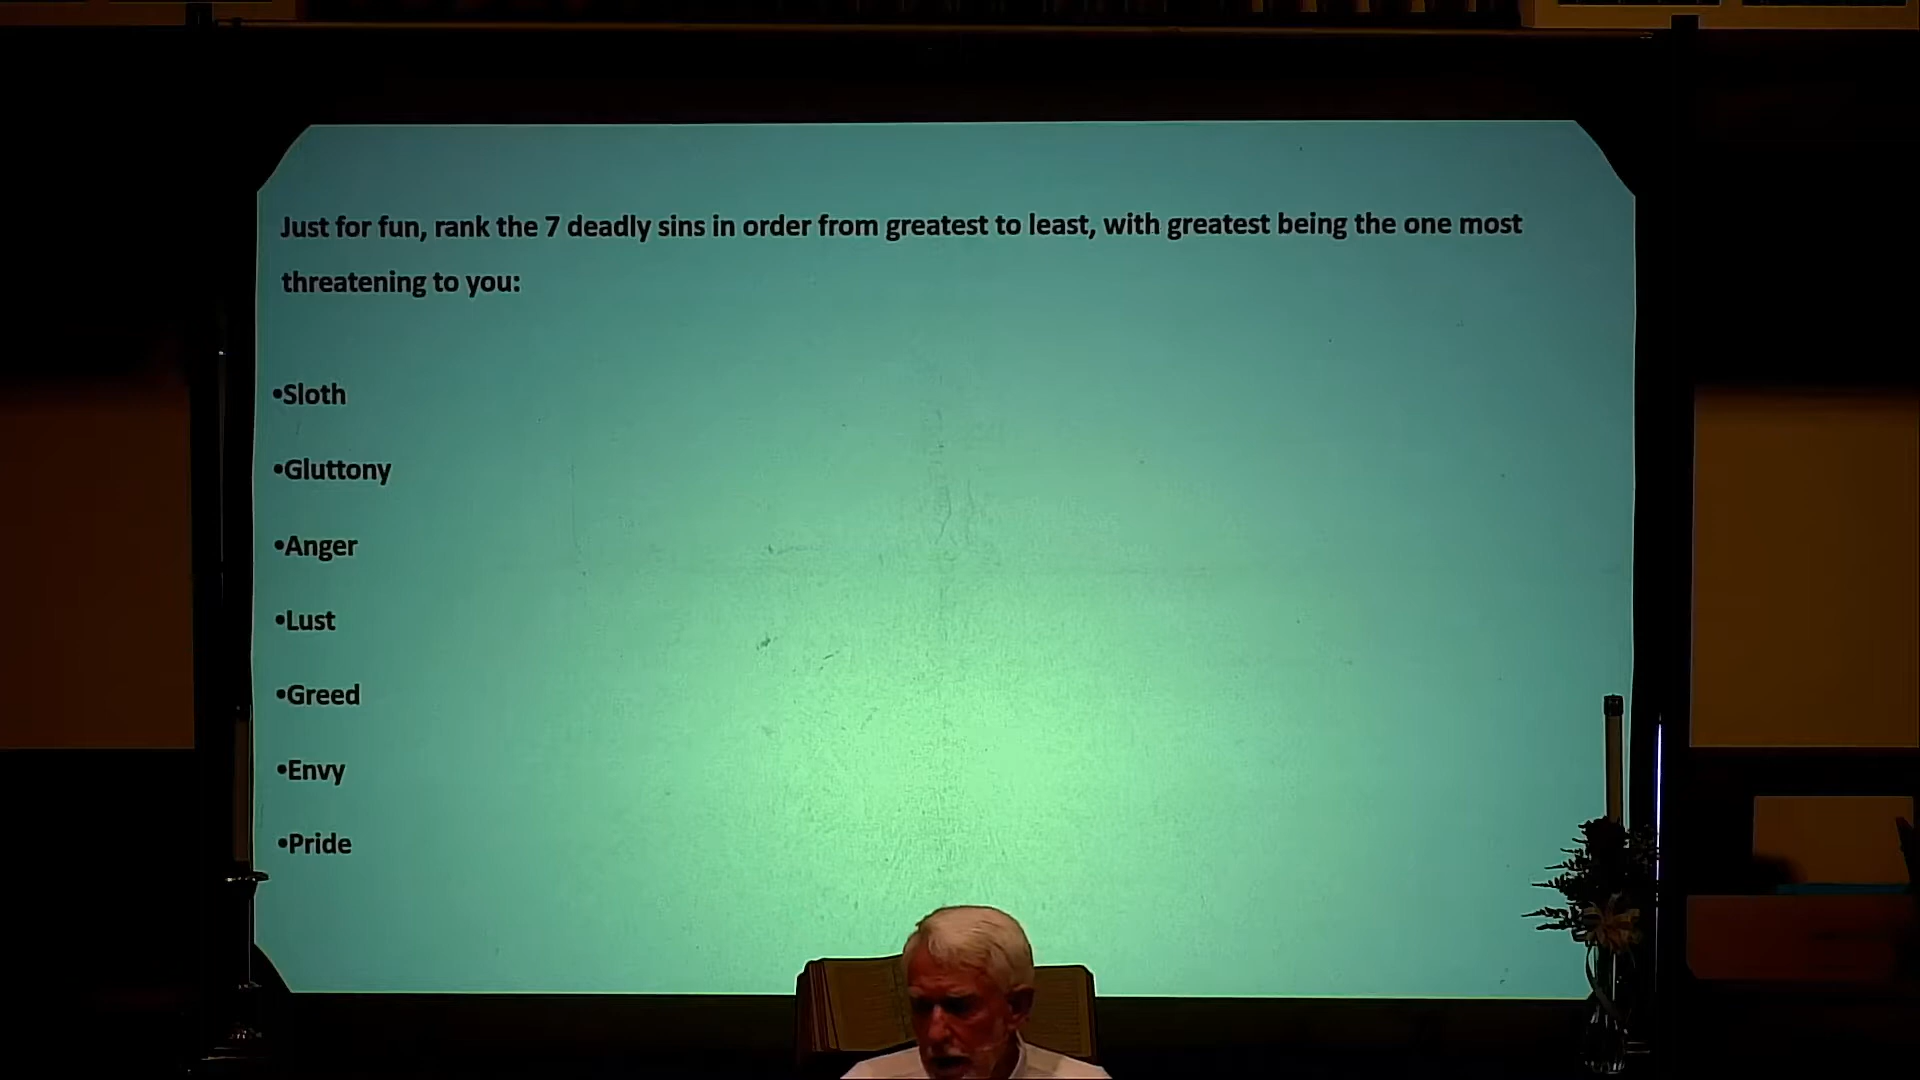 Just for fun, rank the 7 deadly sins in order from greatest to least, with greatest being the one most
threatening to you:
•Sloth
•Gluttony
•Anger
•Lust
•Greed
•Envy
•Pride